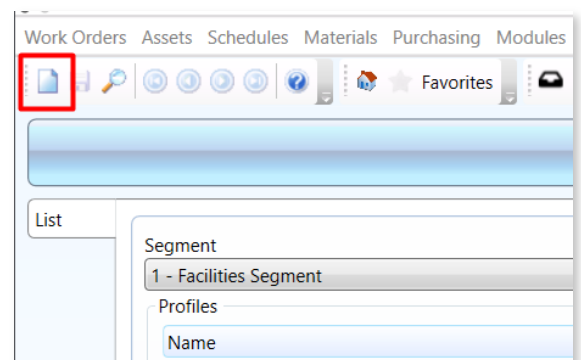 Work Orders Assets Schedules Materials Purchasing Modules
Favorites
List
Segment
1 - Facilities Segment
Profiles
Name